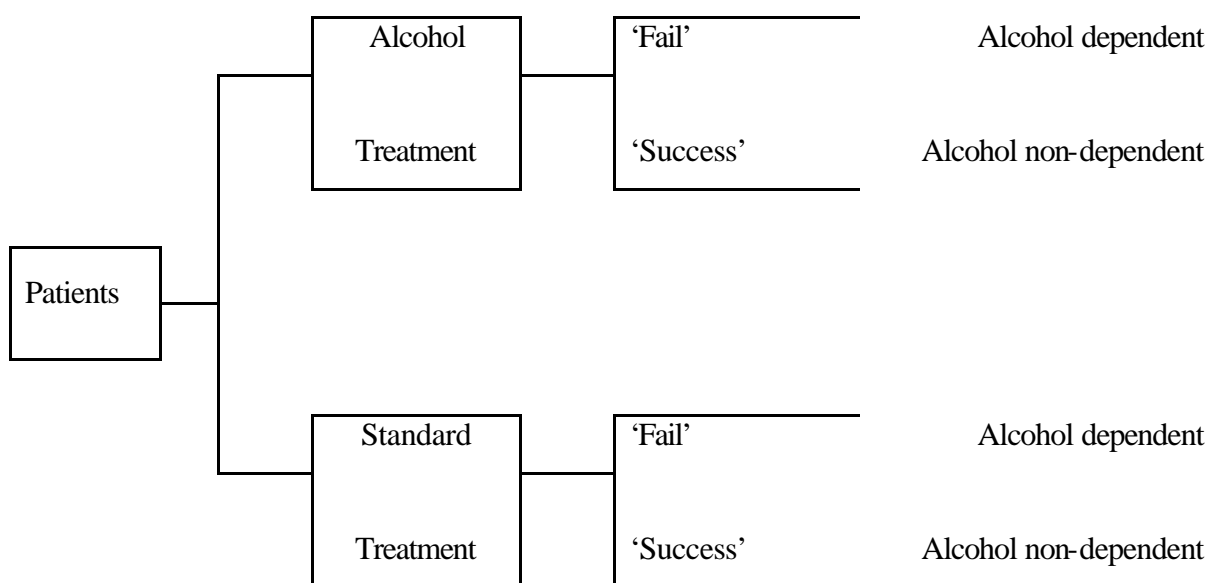 Alcohol ‘Fail’ Alcohol dependent
Treatment ‘Success’ Alcohol non-dependent
Patients
Standard ‘Fail’ Alcohol dependent
Treatment ‘Success’ Alcohol non-dependent